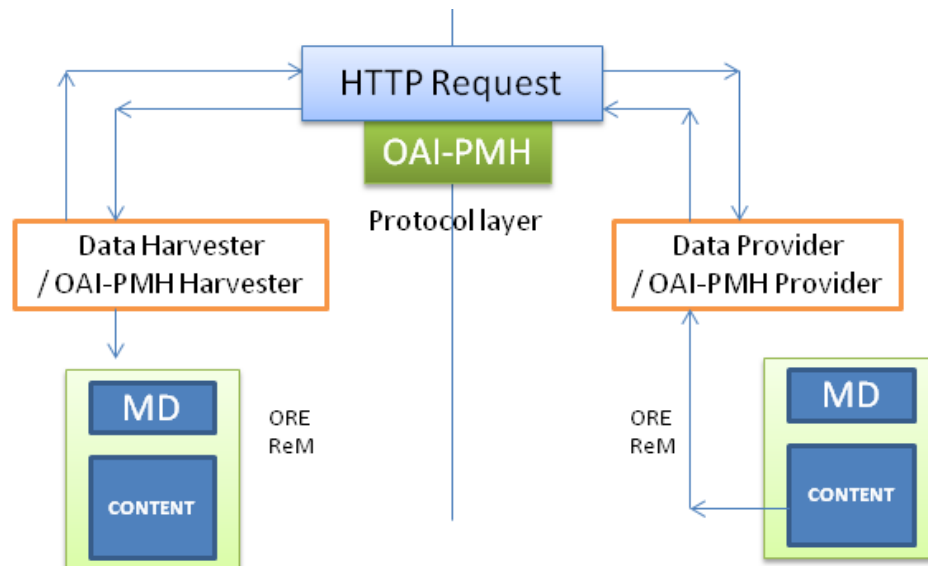 HTTP Request
OAI-PMH
Protocol layer
Data Harvester
/ OAI-PMH Harvester
Data Provider
/ OAI-PMH Provider
MD
CONTENT
ORE
ReM
ORE
ReM
MD
CONTENT